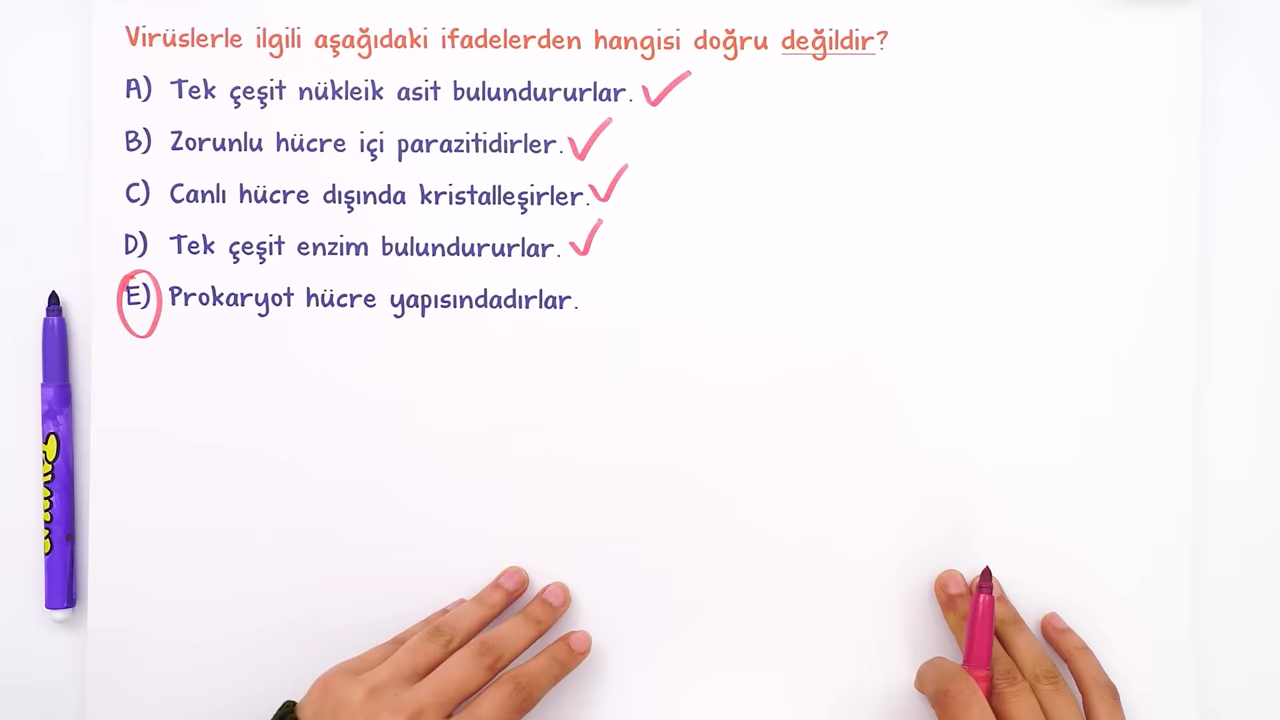 Virüslerle ilgili aşağıdaki ifadelerden hangisi doğru değildir?
A) Tek çeşit nükleik asit bulundururlar.
B) Zorunlu hücre içi parazitidirler.
C) Canlı hücre dışında kristalleşirler.
D) Tek çeşit enzim bulundururlar.
E) Prokaryot hücre yapısındadırlar.